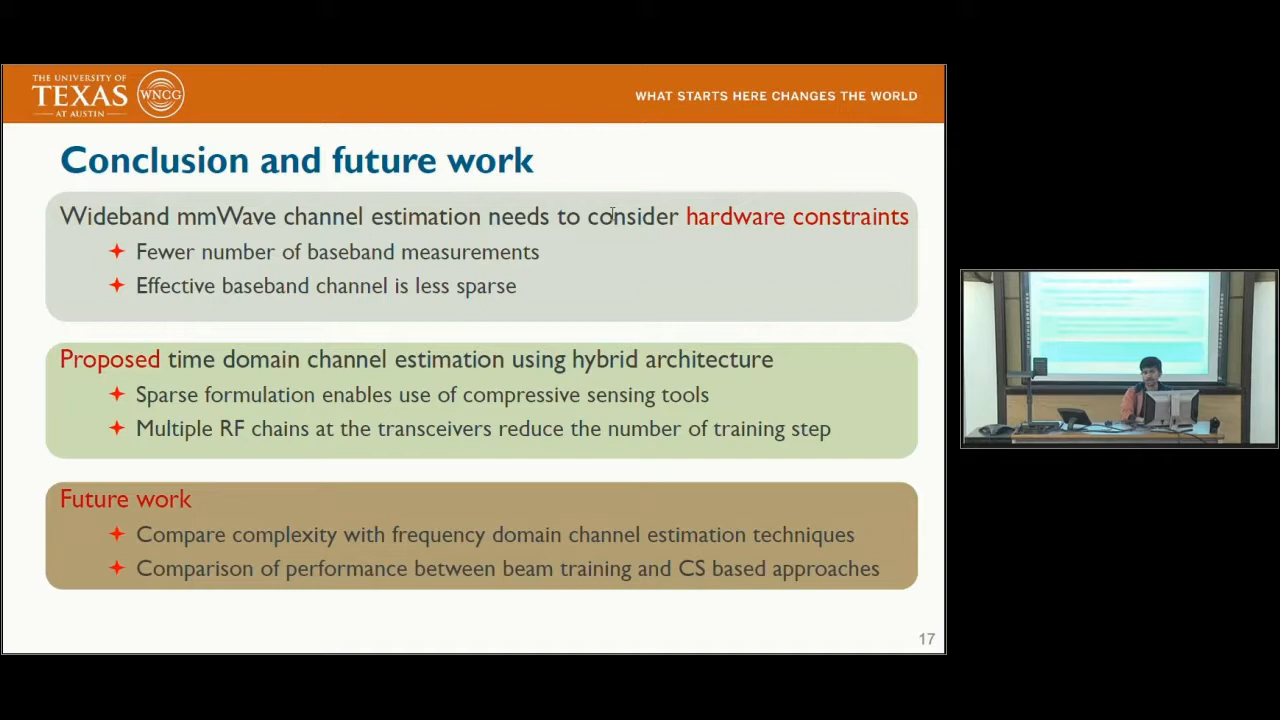 THE UNIVERSITY OF
TEXAS
AT AUSTIN
WNCG
WHAT STARTS HERE CHANGES THE WORLD
Conclusion and future work
Wideband mmWave channel estimation needs to consider hardware constraints
Fewer number of baseband measurements
Effective baseband channel is less sparse
Proposed time domain channel estimation using hybrid architecture
Sparse formulation enables use of compressive sensing tools
Multiple RF chains at the transceivers reduce the number of training step
Future work
Compare complexity with frequency domain channel estimation techniques
Comparison of performance between beam training and CS based approaches
17